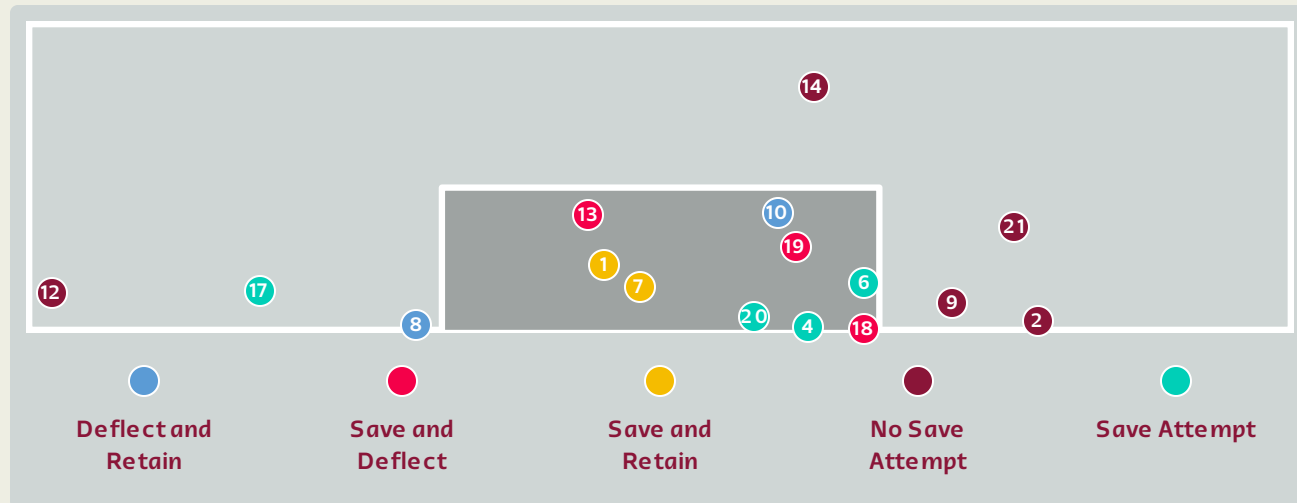 14
13
10
21
19
1
6
7
12
17
9
20
2
8
4
18
Deflect and
Retain
Save and
Deflect
Save and
Retain
No Save
Attempt
Save Attempt